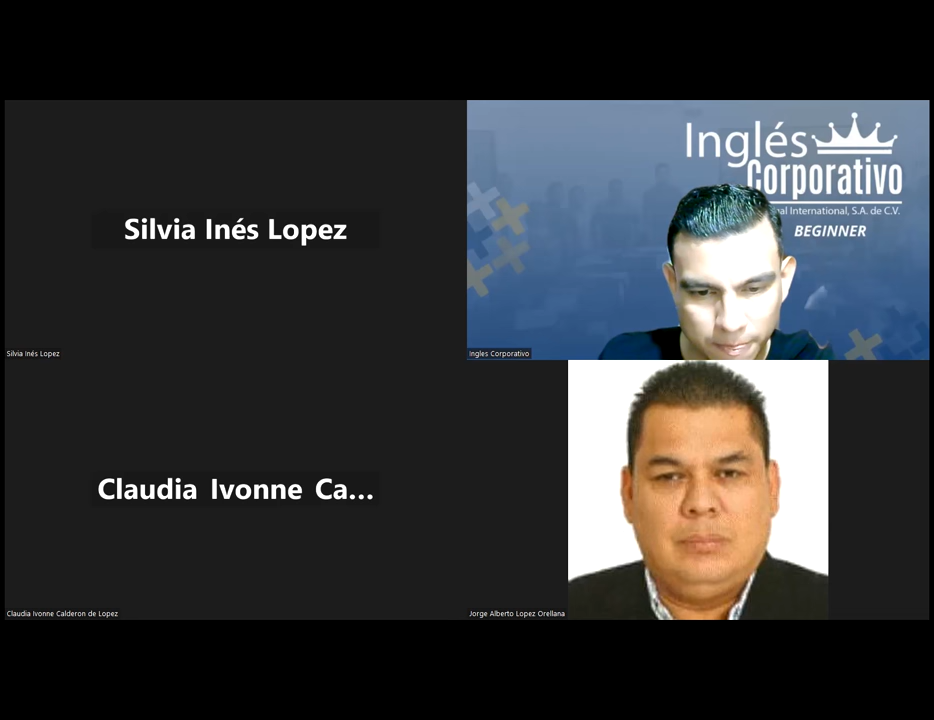 Silvia Inés Lopez
Silvia Inés Lopez
Inglés
Corporativo
al International, S.A. de C.V.
BEGINNER
Ingles Corporativo
Claudia Ivonne Ca...
Claudia Ivonne Calderon de Lopez
Jorge Alberto Lopez Orellana